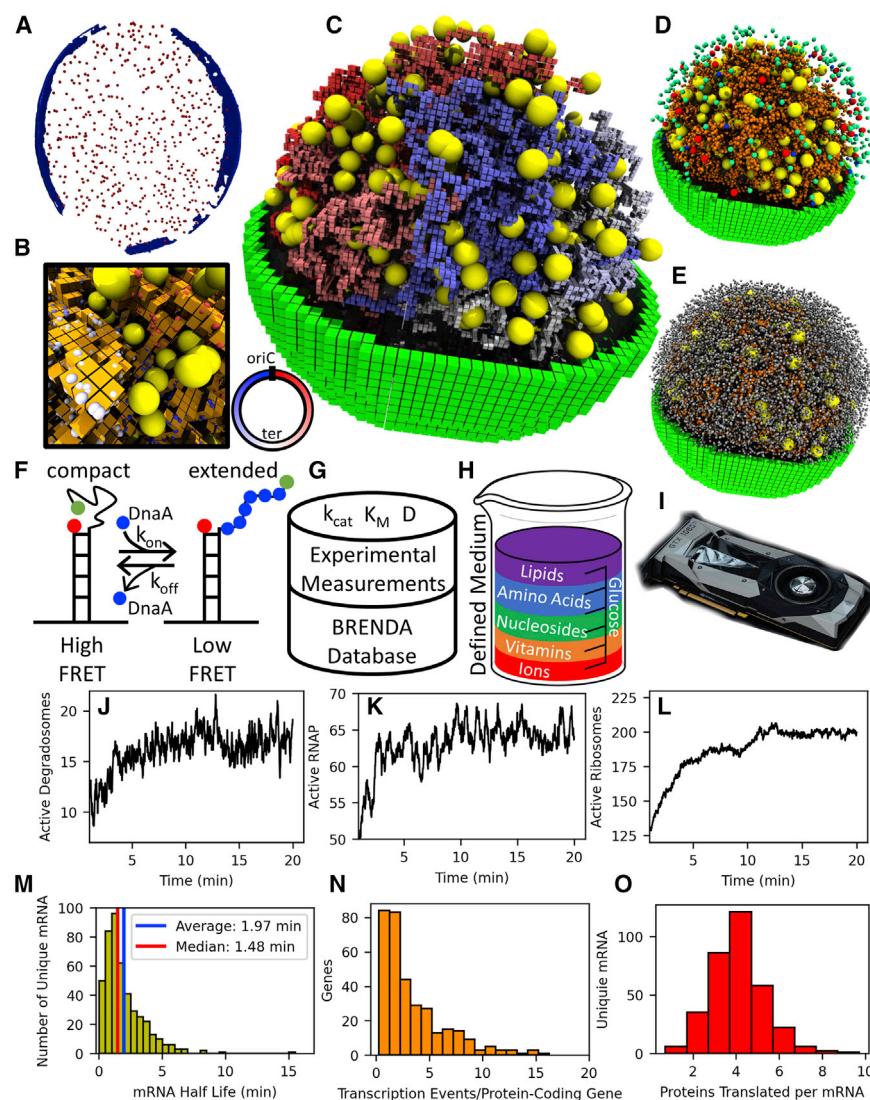 A
B
C
D
E
oriC
ter
F
compact
extended
DnaA
kon
koff
DnaA
High
FRET
Low
FRET
G
kcat KM D
Experimental
Measurements
BRENDA
Database
H
Defined Medium
Lipids
Amino Acids
Nucleosides
Vitamins
Ions
Glucose
I
J
Active Degradosomes
20
15
10
5 10 15 20
Time (min)
K
Active RNAP
70
65
60
55
50
5 10 15 20
Time (min)
L
Active Ribosomes
225
200
175
150
125
5 10 15 20
Time (min)
M
Number of Unique mRNA
100
80
60
40
20
0
Average: 1.97 min
Median: 1.48 min
0 5 10 15
mRNA Half Life (min)
N
Genes
80
60
40
20
0
0 5 10 15 20
Transcription Events/Protein-Coding Gene
O
Uniquie mRNA
100
50
0
2 4 6 8 10
Proteins Translated per mRNA